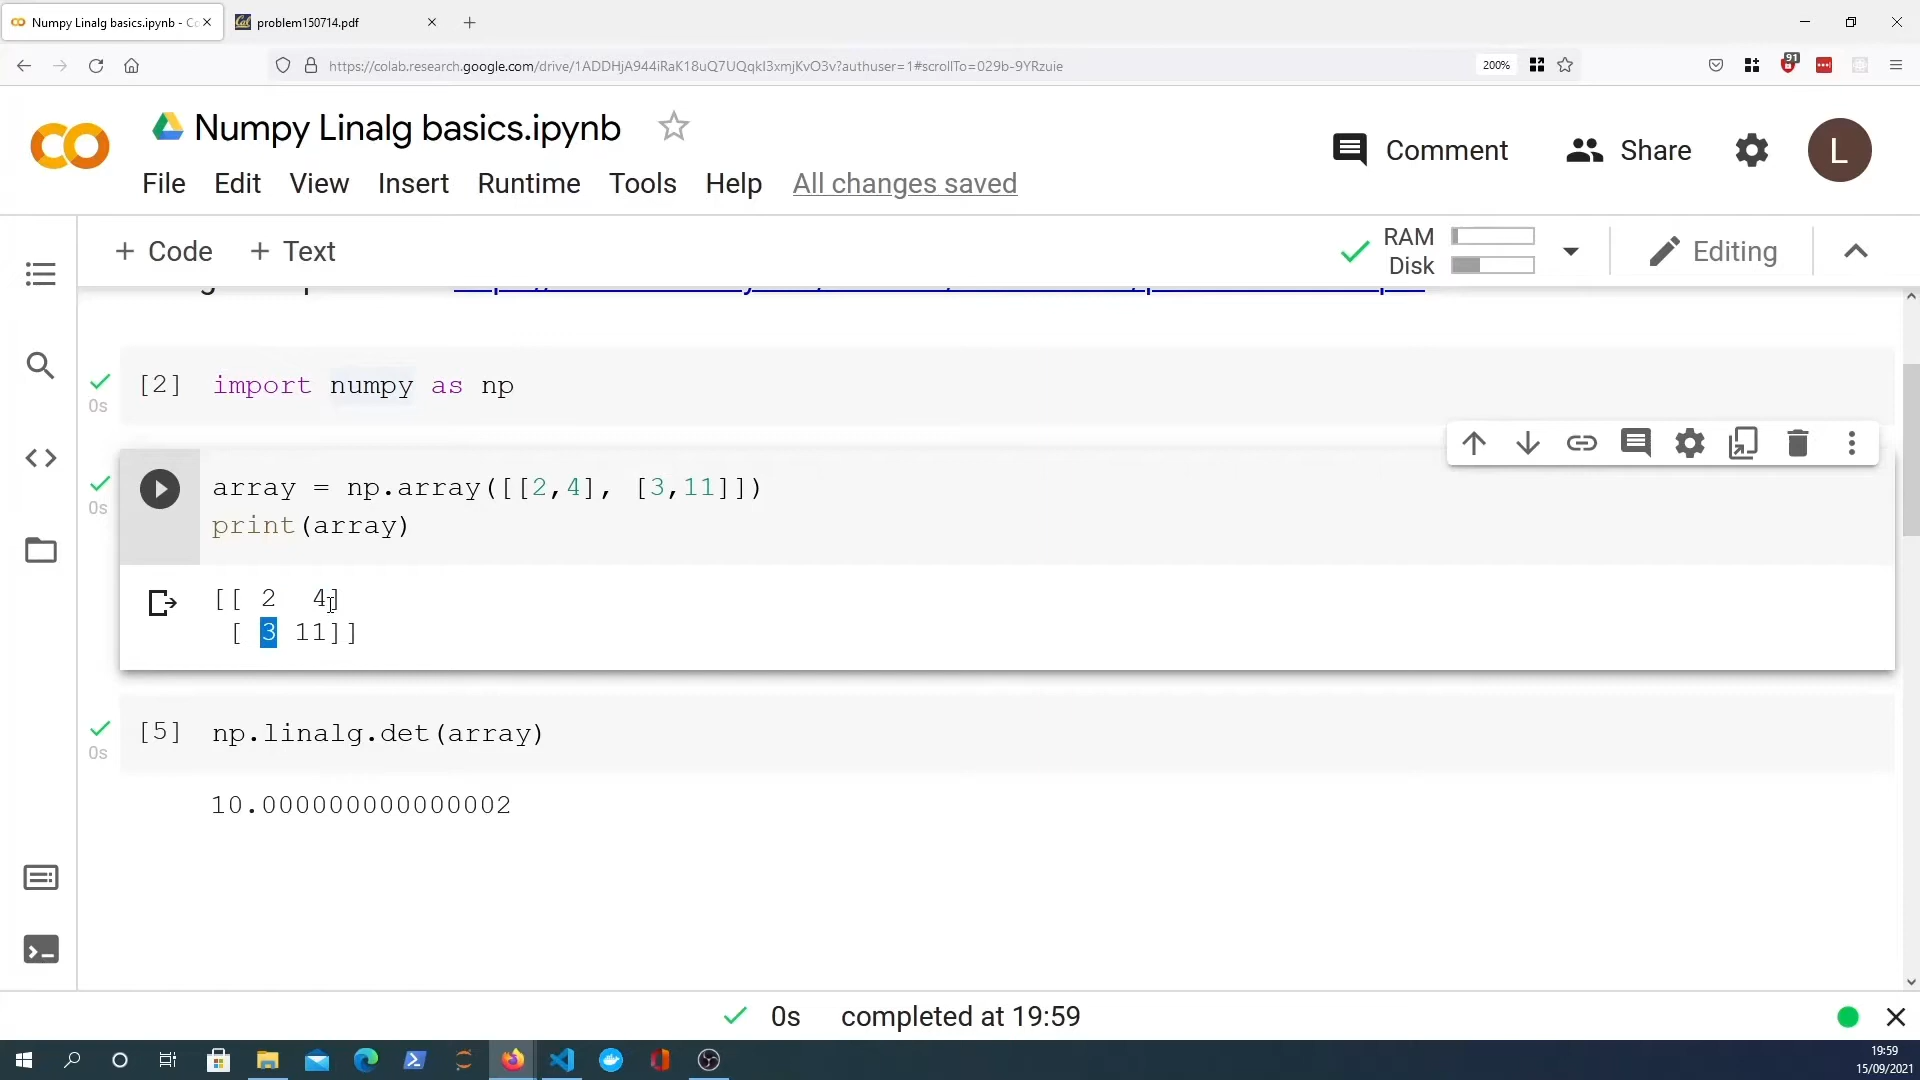 Numpy Linalg basics.ipynb - Co
problem150714.pdf
https://colab.research.google.com/drive/1ADDHjA944iRaK18uQ7UQqkI3xmjKvO3v?authuser=1#scrollTo=029b-9YRzuie
200%
91
Numpy Linalg basics.ipynb
Comment
Share
L
File Edit View Insert Runtime Tools Help All changes saved
+ Code + Text
RAM
Disk
Editing
[2] import numpy as np
0s
array = np.array([[2,4], [3,11]])
0s
print(array)
[[ 2  4]
[ 3 11]]
[5] np.linalg.det(array)
0s
10.000000000000002
0s completed at 19:59
19:59
15/09/2021